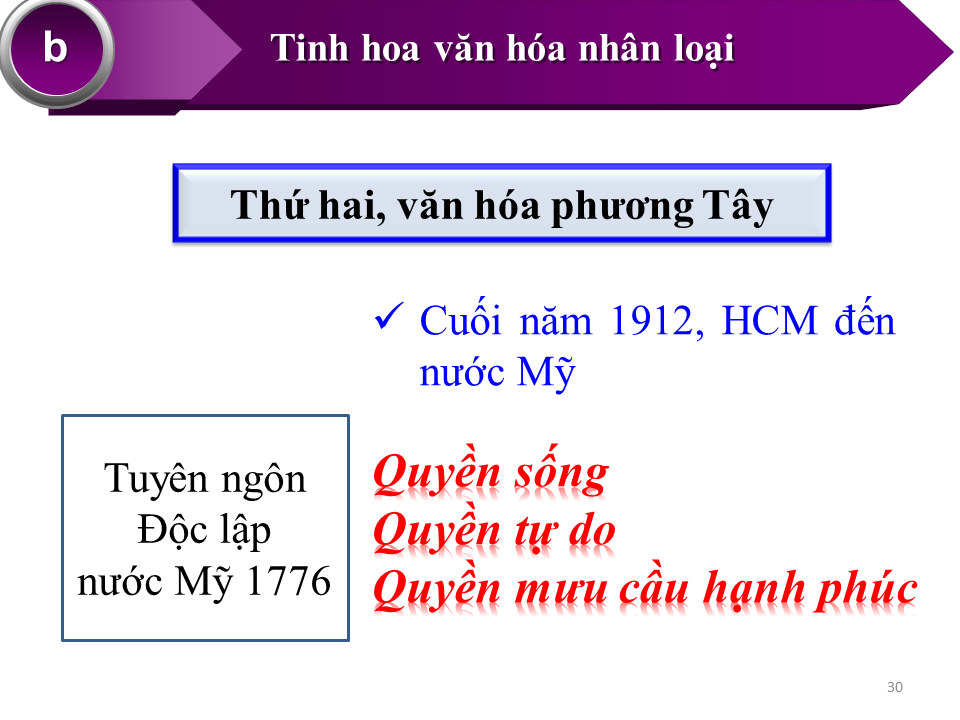 b
Tinh hoa văn hóa nhân loại
Thứ hai, văn hóa phương Tây
✓ Cuối năm 1912, HCM đến
nước Mỹ
Tuyên ngôn
Độc lập
nước Mỹ 1776
Quyền sống
Quyền tự do
Quyền mưu cầu hạnh phúc
30